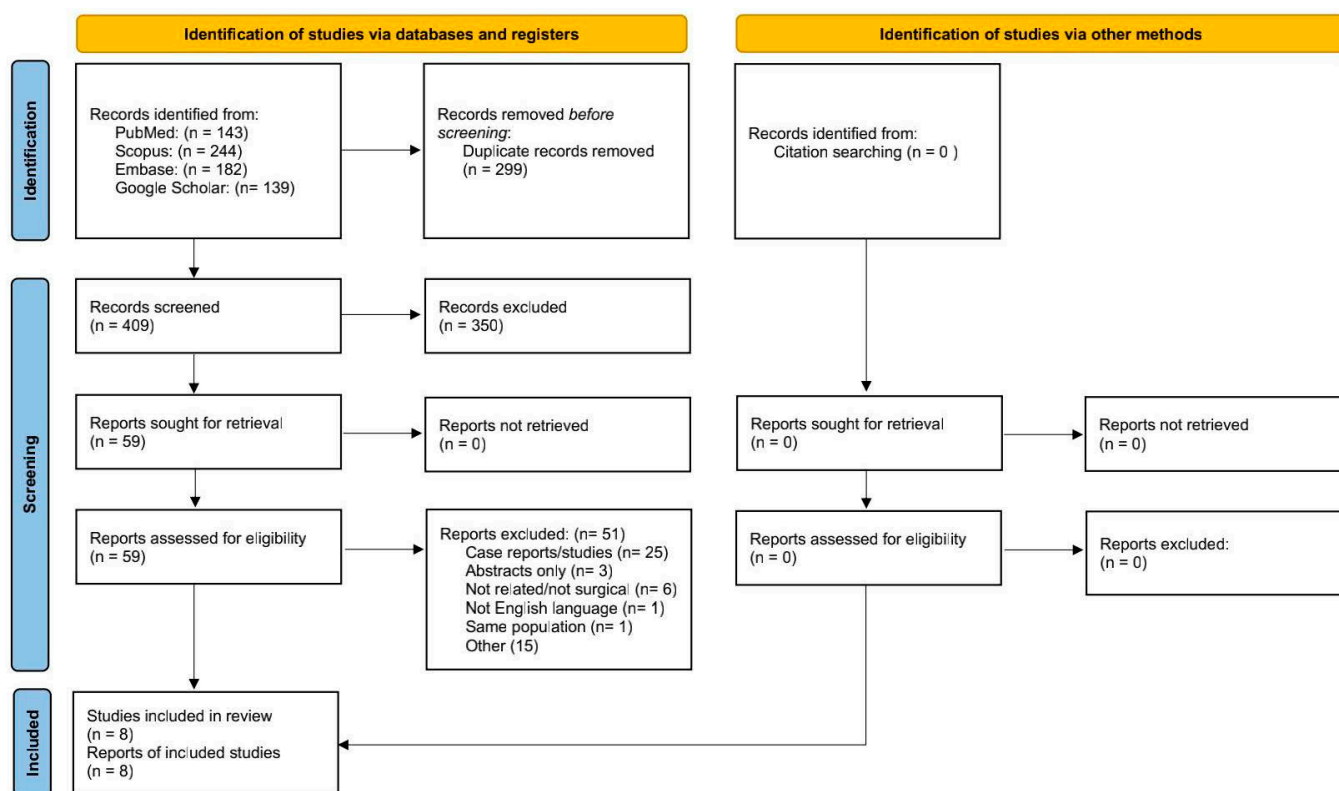 Identification of studies via databases and registers
Identification of studies via other methods
Identification
Records identified from:
PubMed: (n = 143)
Scopus: (n = 244)
Embase: (n = 182)
Google Scholar: (n= 139)
Records removed before
screening:
Duplicate records removed
(n = 299)
Records identified from:
Citation searching (n = 0 )
Screening
Records screened
(n = 409)
Records excluded
(n = 350)
Reports sought for retrieval
(n = 59)
Reports not retrieved
(n = 0)
Reports sought for retrieval
(n = 0)
Reports not retrieved
(n = 0)
Reports assessed for eligibility
(n = 59)
Reports excluded: (n= 51)
Case reports/studies (n= 25)
Abstracts only (n= 3)
Not related/not surgical (n= 6)
Not English language (n= 1)
Same population (n= 1)
Other (15)
Reports assessed for eligibility
(n = 0)
Reports excluded:
(n = 0)
Included
Studies included in review
(n = 8)
Reports of included studies
(n = 8)